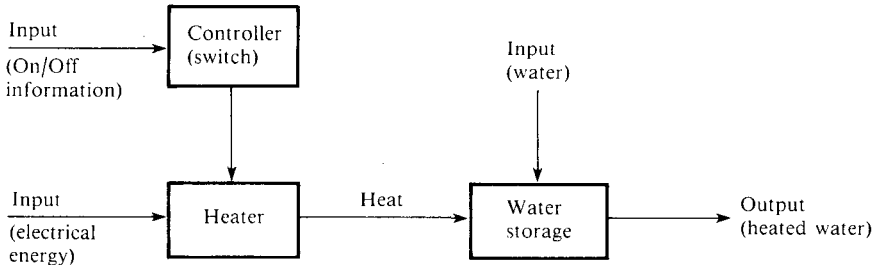 Input
(On/Off
information)
Controller
(switch)
Input
(water)
Input
(electrical
energy)
Heater
Heat
Water
storage
Output
(heated water)